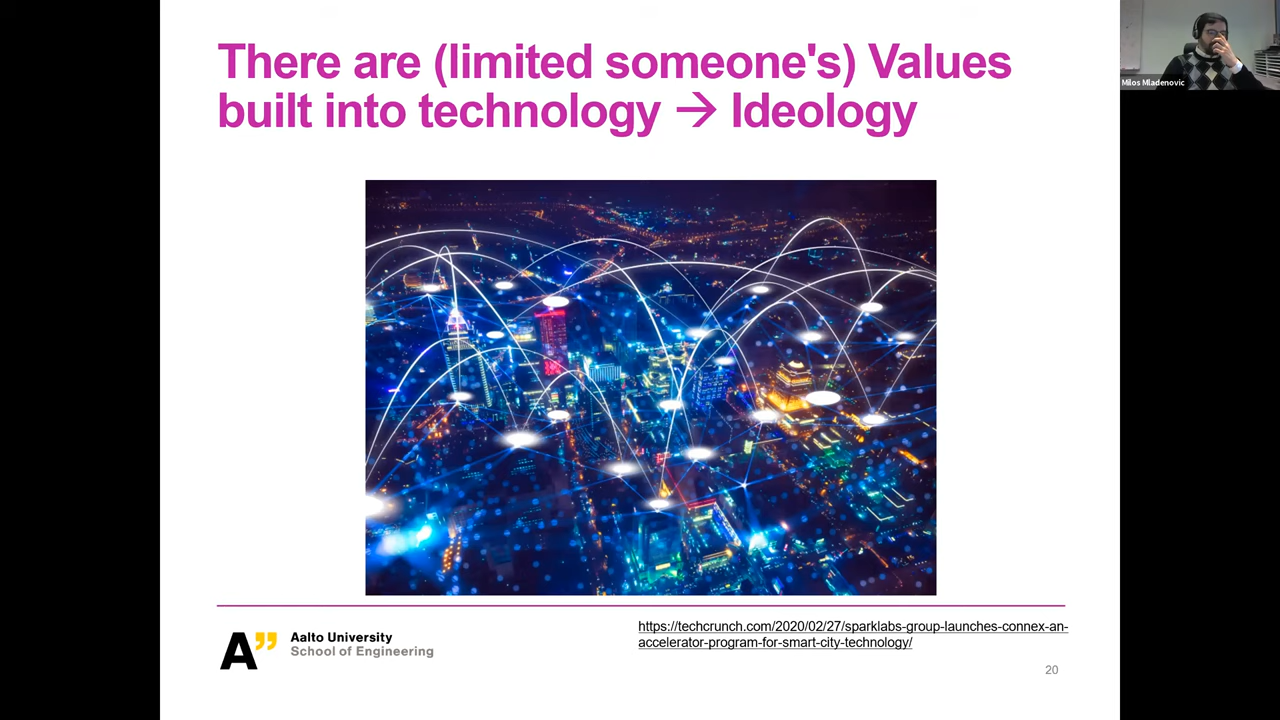 There are (limited someone's) Values
built into technology → Ideology
Milos Mladenovic
A”
Aalto University
School of Engineering
https://techcrunch.com/2020/02/27/sparklabs-group-launches-connex-an-
accelerator-program-for-smart-city-technology/
20